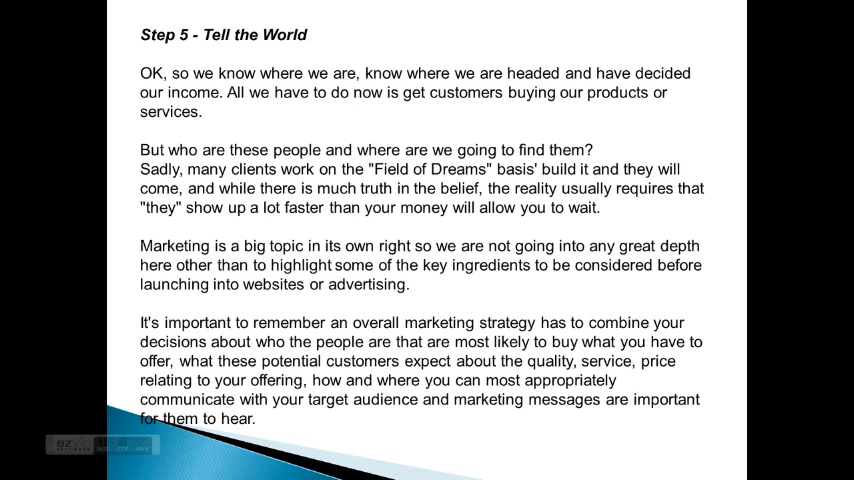 Step 5 - Tell the World
OK, so we know where we are, know where we are headed and have decided
our income. All we have to do now is get customers buying our products or
services.
But who are these people and where are we going to find them?
Sadly, many clients work on the "Field of Dreams" basis' build it and they will
come, and while there is much truth in the belief, the reality usually requires that
"they" show up a lot faster than your money will allow you to wait.
Marketing is a big topic in its own right so we are not going into any great depth
here other than to highlight some of the key ingredients to be considered before
launching into websites or advertising.
It's important to remember an overall marketing strategy has to combine your
decisions about who the people are that are most likely to buy what you have to
offer, what these potential customers expect about the quality, service, price
relating to your offering, how and where you can most appropriately
communicate with your target audience and marketing messages are important
for them to hear.